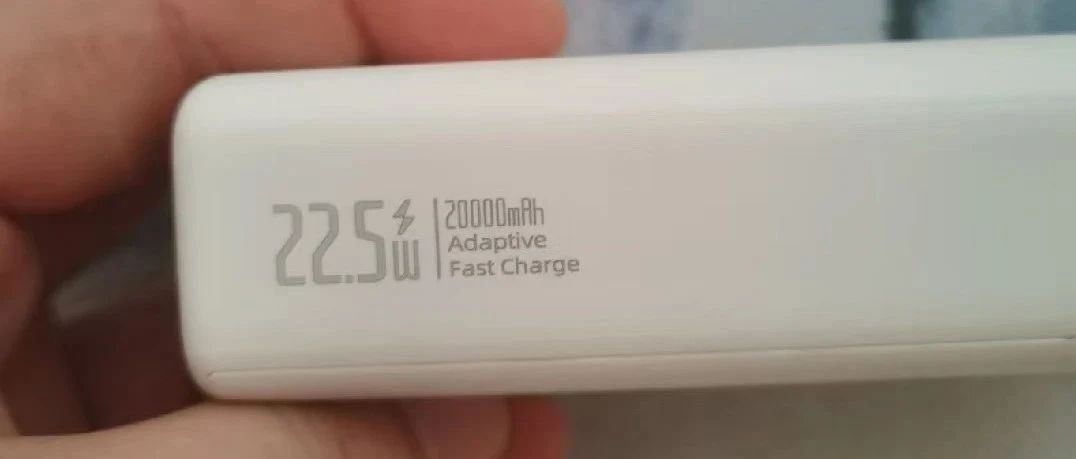 22.5W
20000mAh
Adaptive
Fast Charge